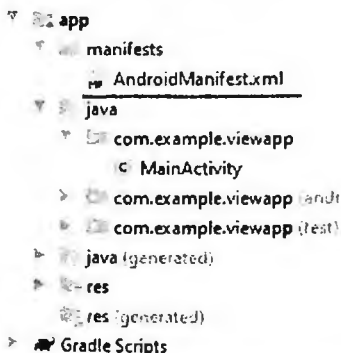 app
manifests
AndroidManifest.xml
java
com.example.viewapp
MainActivity
com.example.viewapp (andr
com.example.viewapp (test)
java (generated)
res
res (generated)
Gradle Scripts